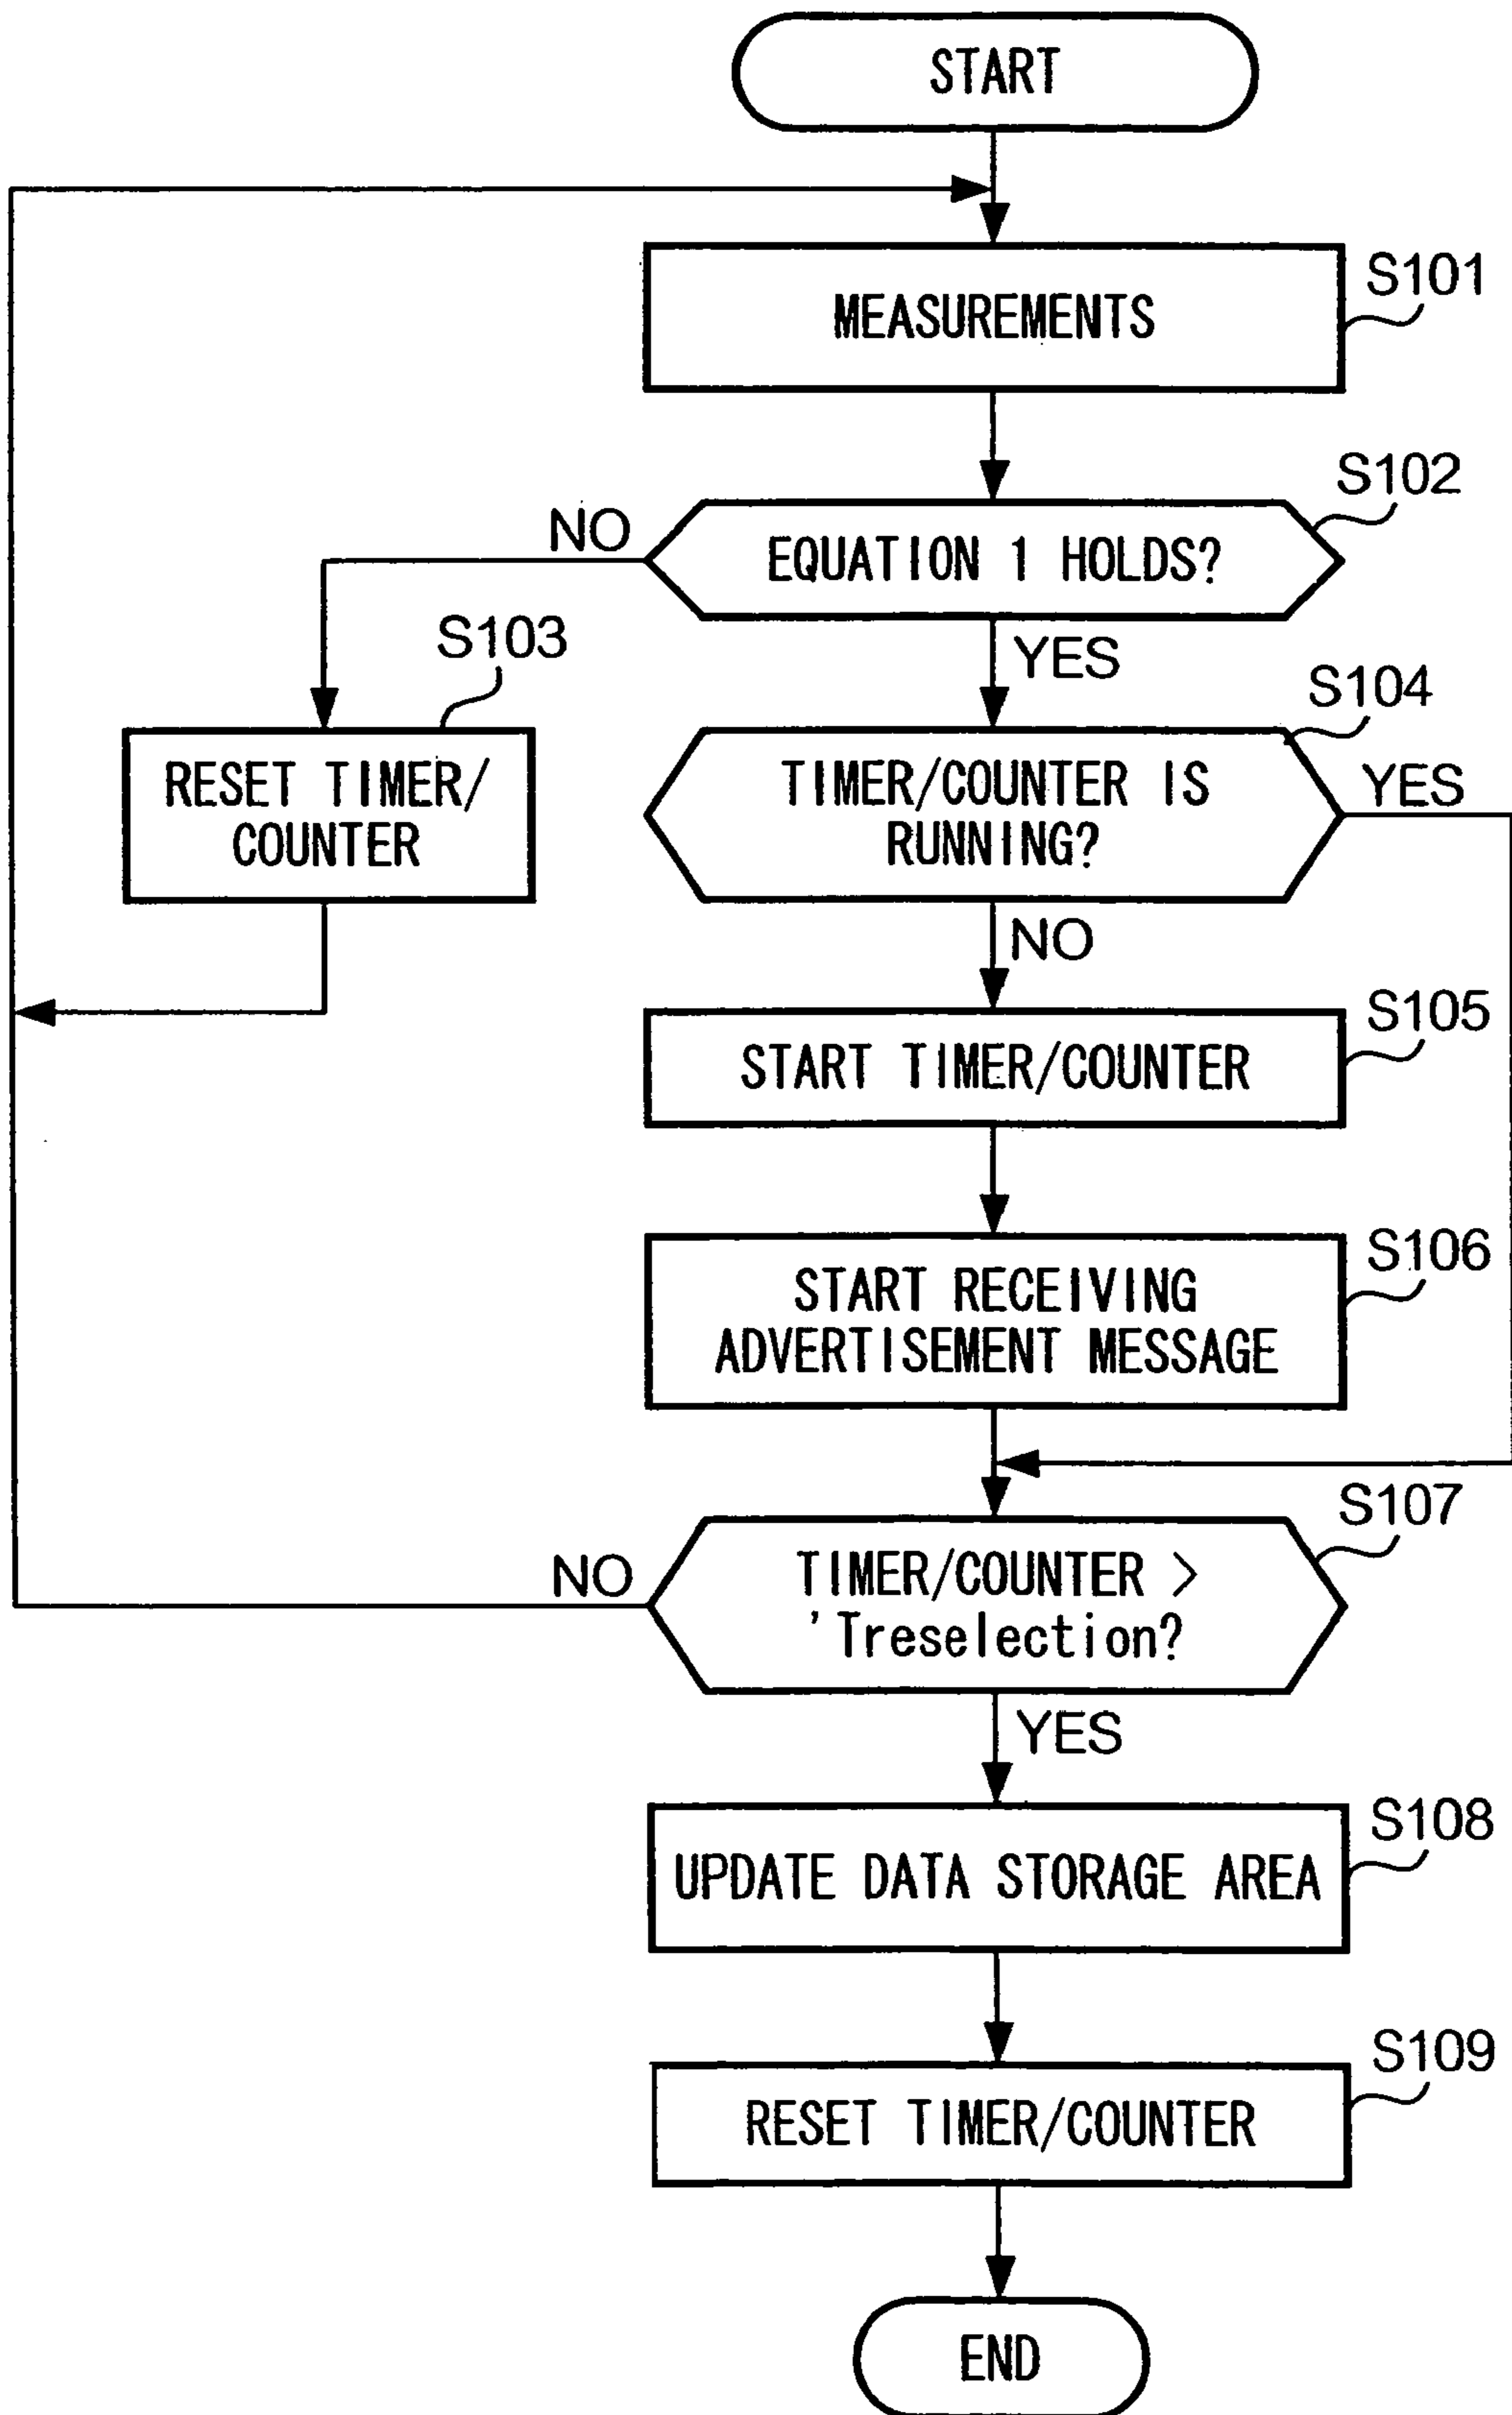 START
MEASUREMENTS
S101
EQUATION 1 HOLDS?
S102
NO
YES
S103
RESET TIMER/
COUNTER
S104
TIMER/COUNTER IS
RUNNING?
YES
NO
S105
START TIMER/COUNTER
S106
START RECEIVING
ADVERTISEMENT MESSAGE
S107
TIMER/COUNTER >
'Treselection?
NO
YES
S108
UPDATE DATA STORAGE AREA
S109
RESET TIMER/COUNTER
END